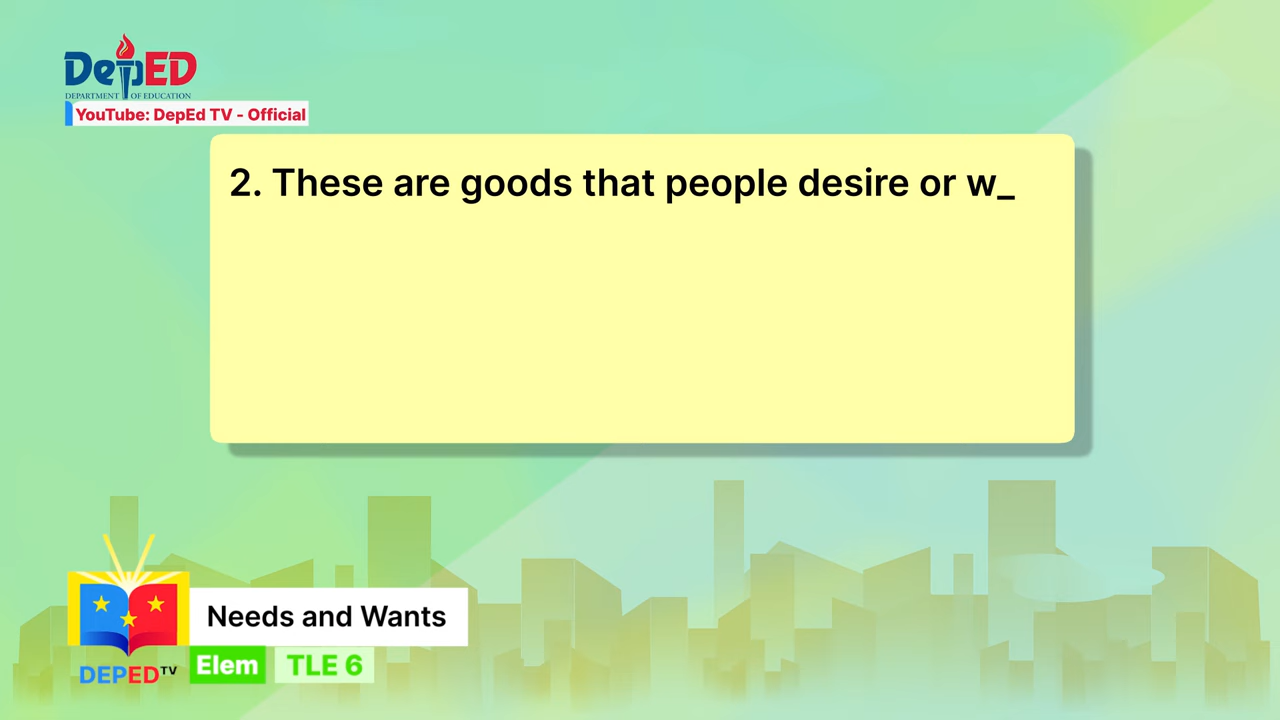 DepED
DEPARTMENT OF EDUCATION
YouTube: DepEd TV - Official
2. These are goods that people desire or w_
Needs and Wants
DEPED TV
Elem
TLE 6